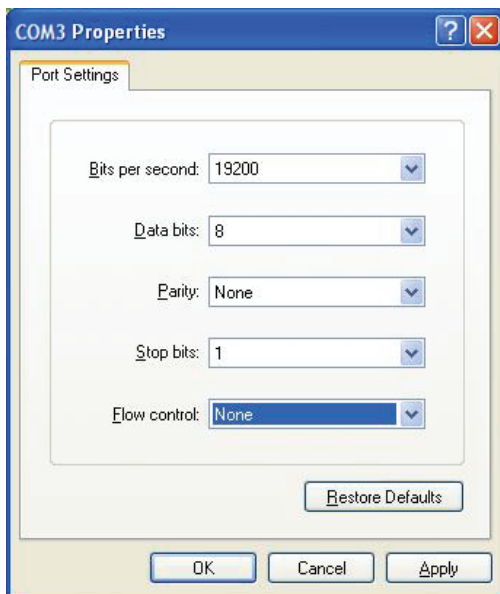 COM3 Properties
Port Settings
Bits per second: 19200
Data bits: 8
Parity: None
Stop bits: 1
Flow control: None
Restore Defaults
OK Cancel Apply